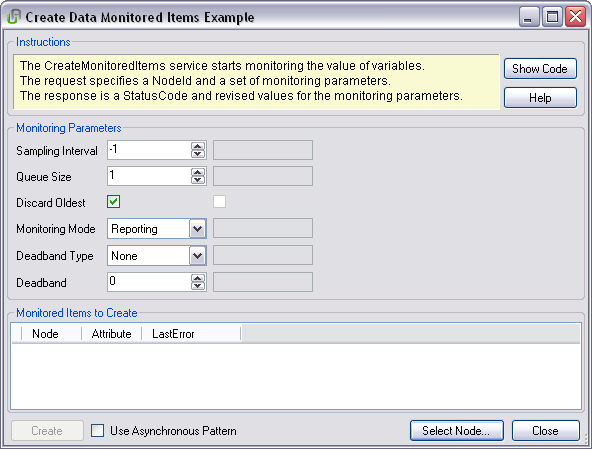 Create Data Monitored Items Example
Instructions
The CreateMonitoredItems service starts monitoring the value of variables.
The request specifies a NodeId and a set of monitoring parameters.
The response is a StatusCode and revised values for the monitoring parameters.
Show Code
Help
Monitoring Parameters
Sampling Interval -1
Queue Size 1
Discard Oldest
Monitoring Mode Reporting
Deadband Type None
Deadband 0
Monitored Items to Create
Node Attribute LastError
Create Use Asynchronous Pattern Select Node... Close